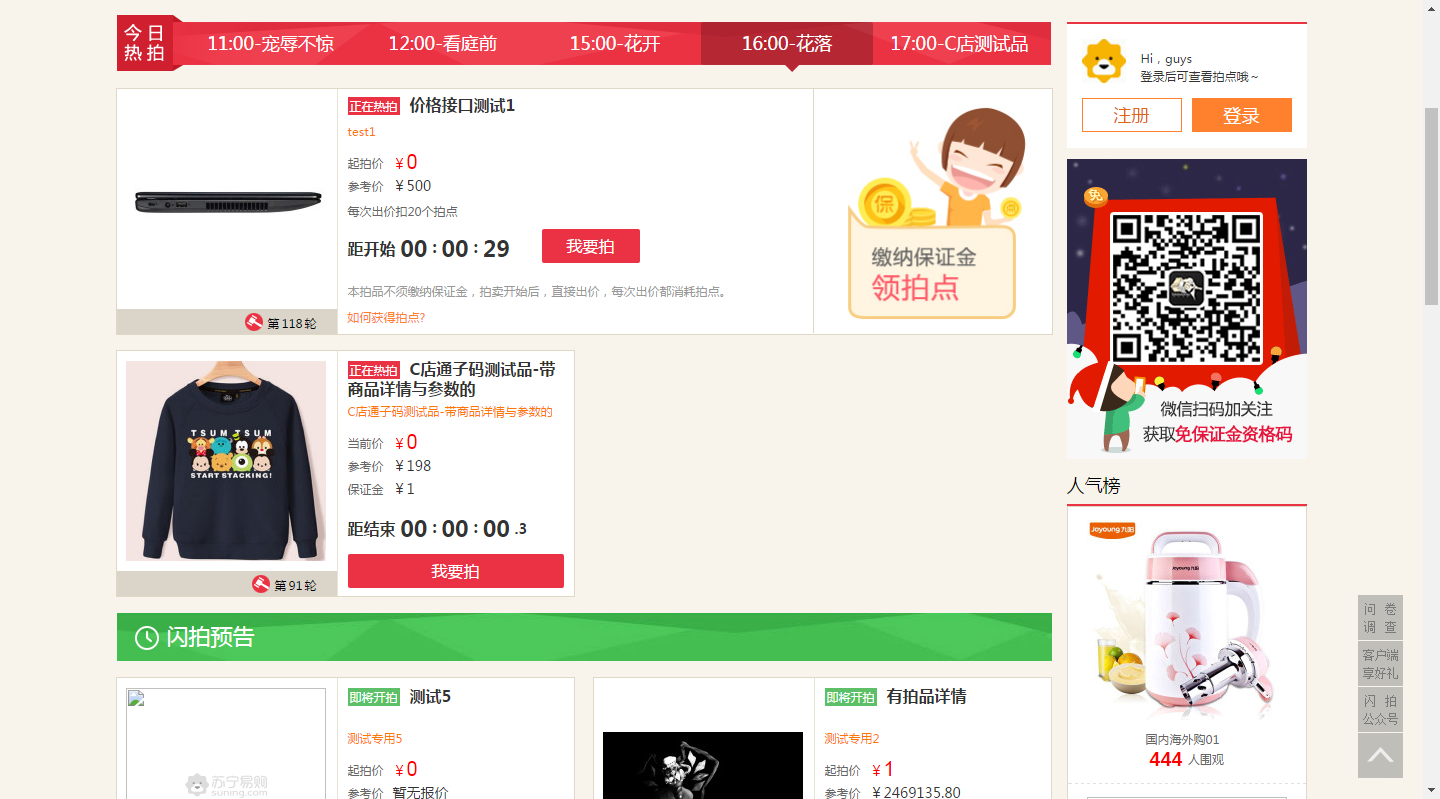 今日
热拍
11:00-宠辱不惊
12:00-看庭前
15:00-花开
16:00-花落
17:00-C店测试品
正在热拍 价格接口测试1
test1
起拍价 ¥0
参考价 ¥500
每次出价扣20个拍点
距开始 00:00:29 我要拍
本拍品不须缴纳保证金，拍卖开始后，直接出价，每次出价都消耗拍点。
如何获得拍点?
第118轮
保
缴纳保证金
领拍点
正在热拍 C店通子码测试品-带
商品详情与参数的
C店通子码测试品-带商品详情与参数的
当前价 ¥0
参考价 ¥198
保证金 ¥1
距结束 00:00:00.3
我要拍
TSUM TSUM
START STACKING!
第91轮
闪拍预告
即将开拍 测试5
测试专用5
起拍价 ¥0
参考价 暂无报价
苏宁易购
suning.com
即将开拍 有拍品详情
测试专用2
起拍价 ¥1
参考价 ¥2469135.80
Hi，guys
登录后可查看拍点哦~
注册
登录
免
微信扫码加关注
获取免保证金资格码
人气榜
Joyoung 九阳
国内海外购01
444 人围观
问卷
调查
客户端
享好礼
闪拍
公众号